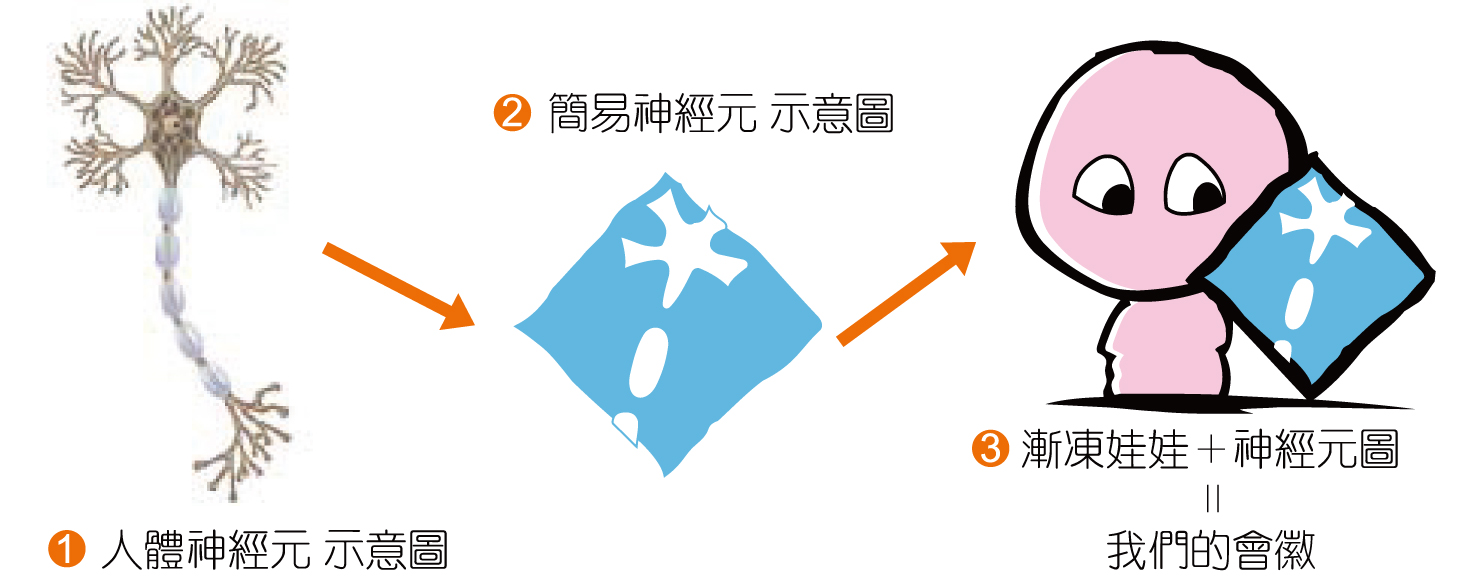 ❶ 人體神經元 示意圖
❷ 簡易神經元 示意圖
❸ 漸凍娃娃＋神經元圖
＝
我們的會徽